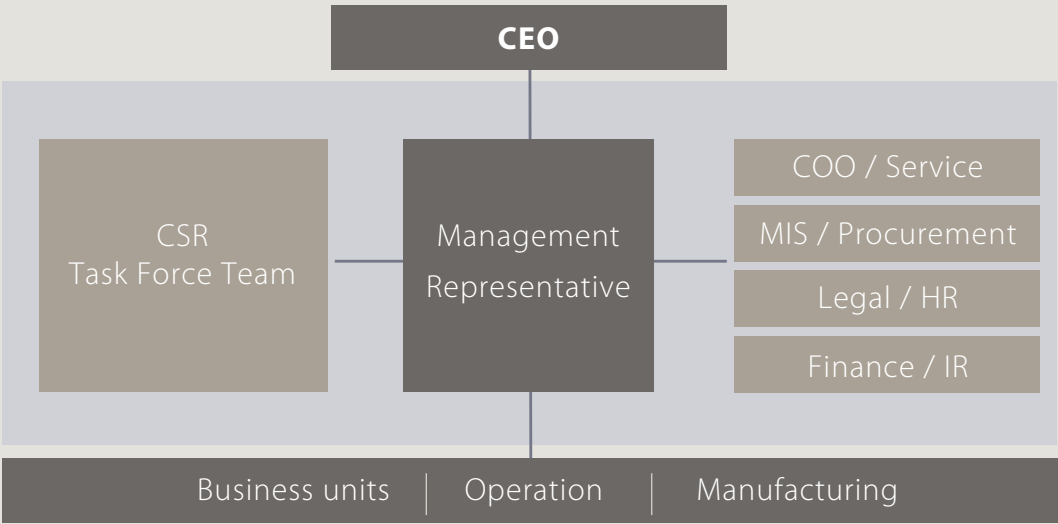 CEO
CSR
Task Force Team
Management
Representative
COO / Service
MIS / Procurement
Legal / HR
Finance / IR
Business units | Operation | Manufacturing